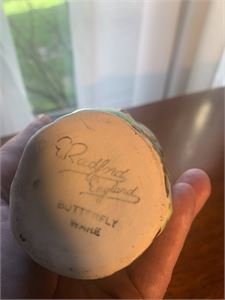 E. Radford
England
BUTTERFLY
WARE